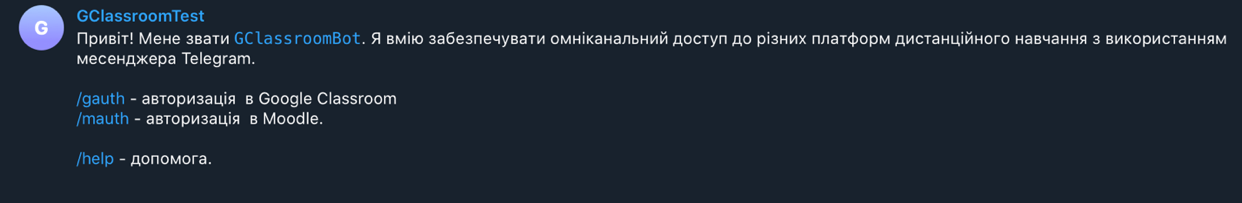 G
GClassroomTest
Привіт! Мене звати GClassroomBot. Я вмію забезпечувати омніканальний доступ до різних платформ дистанційного навчання з використанням
месенджера Telegram.
/gauth - авторизація  в Google Classroom
/mauth - авторизація  в Moodle.
/help - допомога.